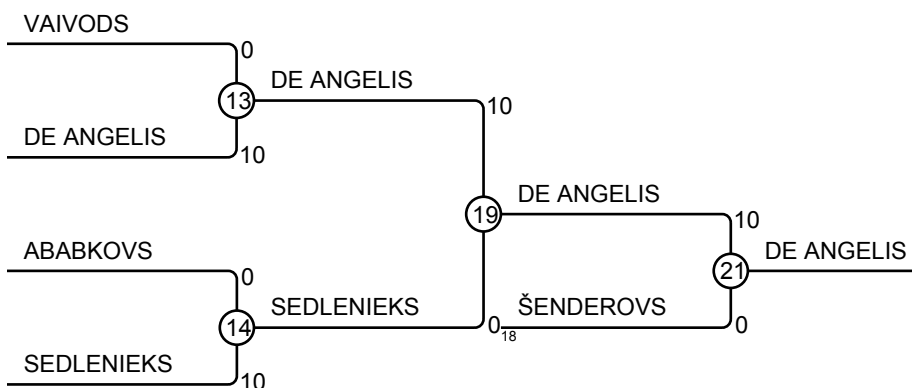 VAIVODS
0
13
DE ANGELIS
10
DE ANGELIS
10
19
DE ANGELIS
10
21
DE ANGELIS
ABABKOVS
0
14
SEDLENIEKS
0
18
ŠENDEROVS
0
SEDLENIEKS
10